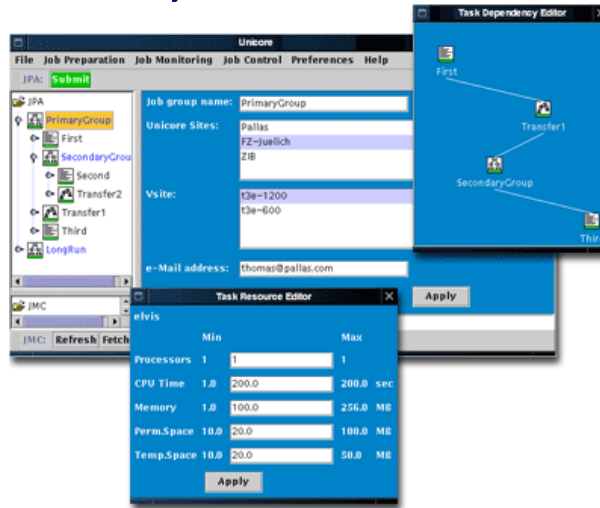 Task Dependency Editor
First
Transfer1
SecondaryGroup
Third
Unicore
File Job Preparation Job Monitoring Job Control Preferences Help
JPA: Submit
JPA
PrimaryGroup
First
SecondaryGrou
Second
Transfer2
Transfer1
Third
LongRun
JMC
JMC: Refresh Fetch
Job group name: PrimaryGroup
Unicore Sites: Pallas
FZ-Juelich
ZIB
Vsite: t3e-1200
t3e-600
e-Mail address: thomas@pallas.com
Apply
Task Resource Editor
elvis
Min Max
Processors 1 1 1
CPU Time 1.0 200.0 200.0 sec
Memory 1.0 100.0 256.0 MB
Perm.Space 10.0 20.0 100.0 MB
Temp.Space 10.0 20.0 50.0 MB
Apply